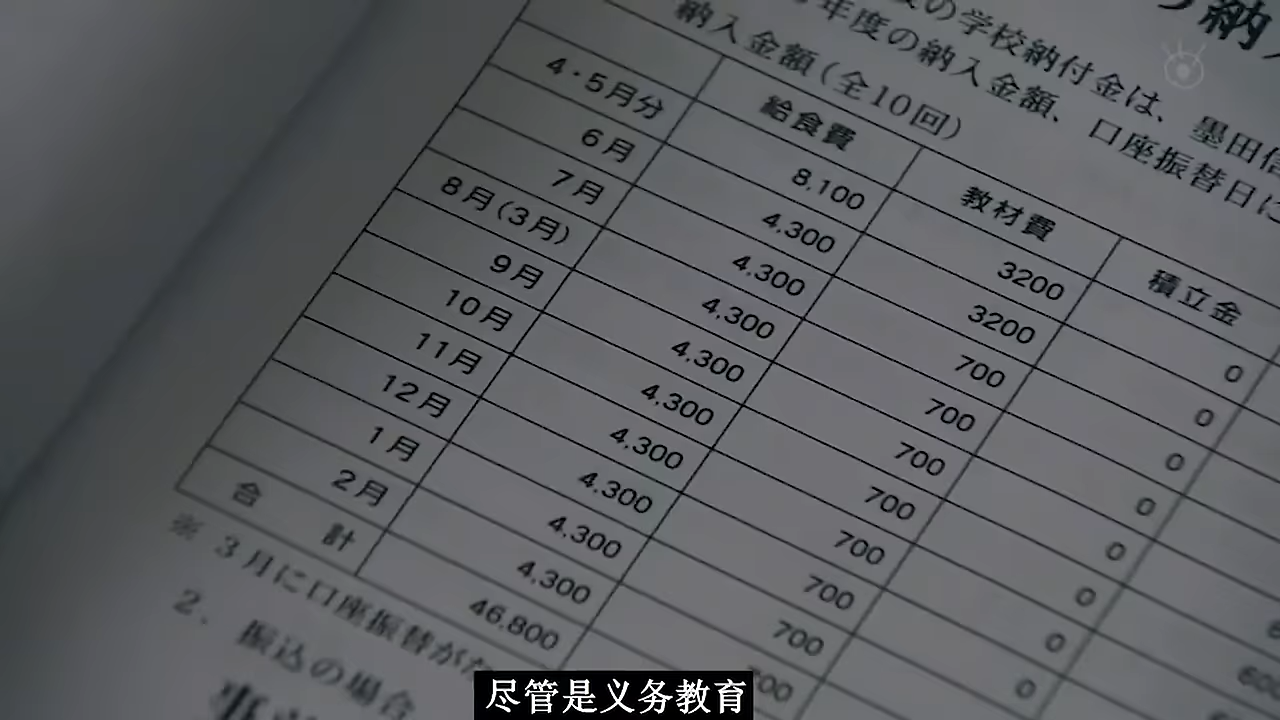 納
の学校納付金は、墨田信
年度の納入金額、口座振替日に
納入金額(全10回)
給食費 教材費 積立金
4・5月分 8,100 3200 0
6月 4,300 3200 0
7月 4,300 700 0
8月(3月) 4,300 700 0
9月 4,300 700 0
10月 4,300 700 0
11月 4,300 700 0
12月 4,300 700 0
1月 4,300 700
2月 4,300
合計 46,800
※ 3月に口座振替が
2、振込の場合
尽管是义务教育